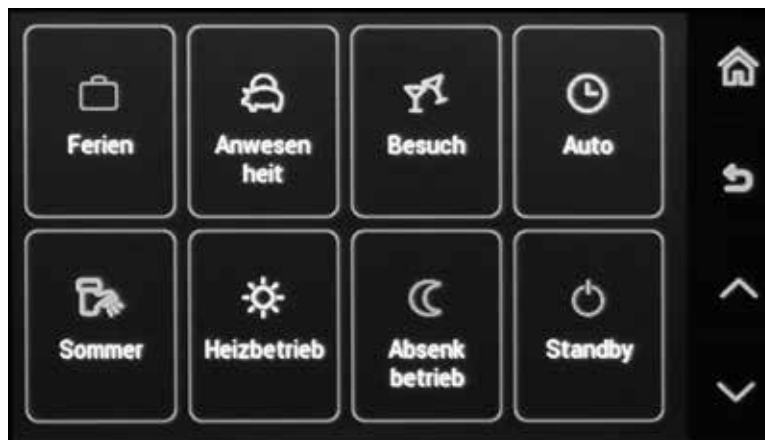 Ferien
Anwesen
heit
Besuch
Auto
Sommer
Heizbetrieb
Absenk
betrieb
Standby